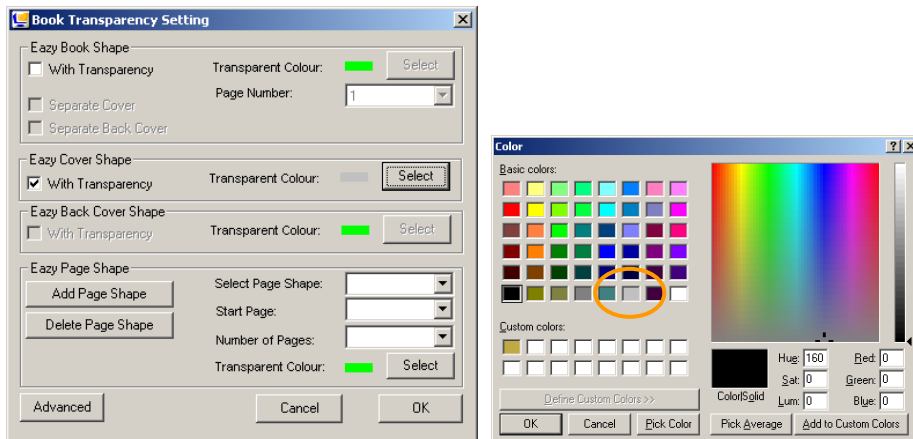 Book Transparency Setting
Eazy Book Shape
With Transparency
Transparent Colour:
Select
Page Number:
1
Separate Cover
Separate Back Cover
Eazy Cover Shape
With Transparency
Transparent Colour:
Select
Eazy Back Cover Shape
With Transparency
Transparent Colour:
Select
Eazy Page Shape
Add Page Shape
Delete Page Shape
Select Page Shape:
Start Page:
Number of Pages:
Transparent Colour:
Select
Advanced
Cancel
OK
Color
Basic colors:
Custom colors:
Define Custom Colors >>
OK
Cancel
Pick Color
Color|Solid
Hue: 160
Sat: 0
Lum: 0
Red: 0
Green: 0
Blue: 0
Pick Average
Add to Custom Colors